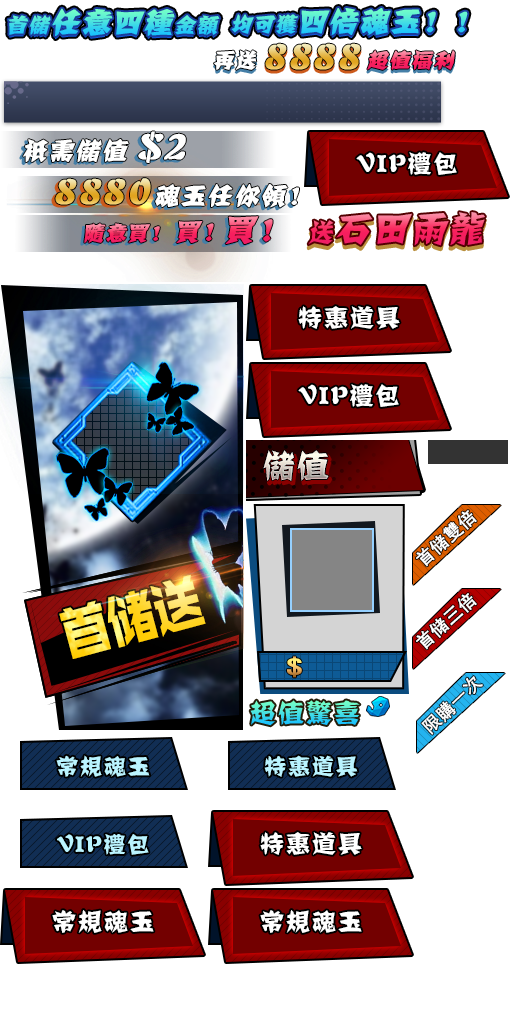 首儲任意四種金額 均可獲四倍魂玉！！
再送 8888 超值福利
祇需儲值 $2
8880魂玉任你領!
隨意買！買！買！
VIP禮包
送石田雨龍
特惠道具
VIP禮包
儲值
首储雙倍
首储三倍
限購一次
首储送
$
超值驚喜
常規魂玉
特惠道具
VIP禮包
特惠道具
常規魂玉
常規魂玉